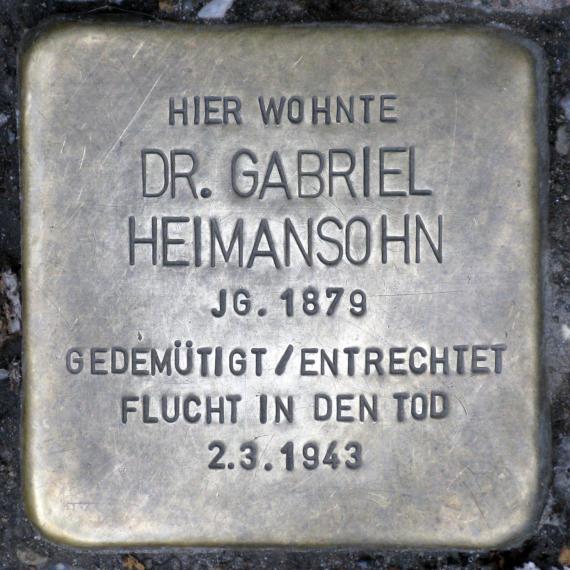 HIER WOHNTE
DR. GABRIEL
HEIMANSOHN
JG. 1879
GEDEMÜTIGT/ENTRECHTET
FLUCHT IN DEN TOD
2.3.1943